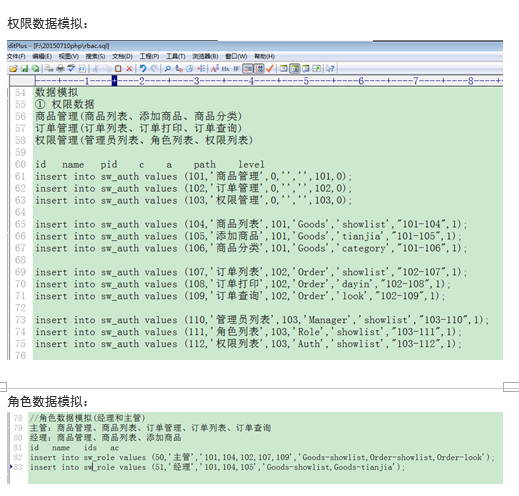 权限数据模拟：
ditPlus - [F:\20150710php\rbac.sql]
文件(F) 编辑(E) 视图(V) 搜索(S) 文档(D) 工程(P) 工具(T) 浏览器(B) 窗口(W) 帮助(H)
----+----1----+----2----+----3----+----4----+----5----+----6----+----7----+----8----+
54 数据模拟
55 ① 权限数据
56 商品管理(商品列表、添加商品、商品分类)
57 订单管理(订单列表、订单打印、订单查询)
58 权限管理(管理员列表、角色列表、权限列表)
59
60 id name pid c a path level
61 insert into sw_auth values (101,'商品管理',0,'','',101,0);
62 insert into sw_auth values (102,'订单管理',0,'','',102,0);
63 insert into sw_auth values (103,'权限管理',0,'','',103,0);
64
65 insert into sw_auth values (104,'商品列表',101,'Goods','showlist',"101-104",1);
66 insert into sw_auth values (105,'添加商品',101,'Goods','tianjia',"101-105",1);
67 insert into sw_auth values (106,'商品分类',101,'Goods','category',"101-106",1);
68
69 insert into sw_auth values (107,'订单列表',102,'Order','showlist',"102-107",1);
70 insert into sw_auth values (108,'订单打印',102,'Order','dayin',"102-108",1);
71 insert into sw_auth values (109,'订单查询',102,'Order','look',"102-109",1);
72
73 insert into sw_auth values (110,'管理员列表',103,'Manager','showlist',"103-110",1);
74 insert into sw_auth values (111,'角色列表',103,'Role','showlist',"103-111",1);
75 insert into sw_auth values (112,'权限列表',103,'Auth','showlist',"103-112",1);
76
角色数据模拟：
78 //角色数据模拟(经理和主管)
79 主管：商品管理、商品列表、订单管理、订单列表、订单查询
80 经理：商品管理、商品列表、添加商品
81 id name ids ac
82 insert into sw_role values (50,'主管','101,104,102,107,109','Goods-showlist,Order-showlist,Order-look');
83 insert into sw_role values (51,'经理','101,104,105','Goods-showlist,Goods-tianjia');